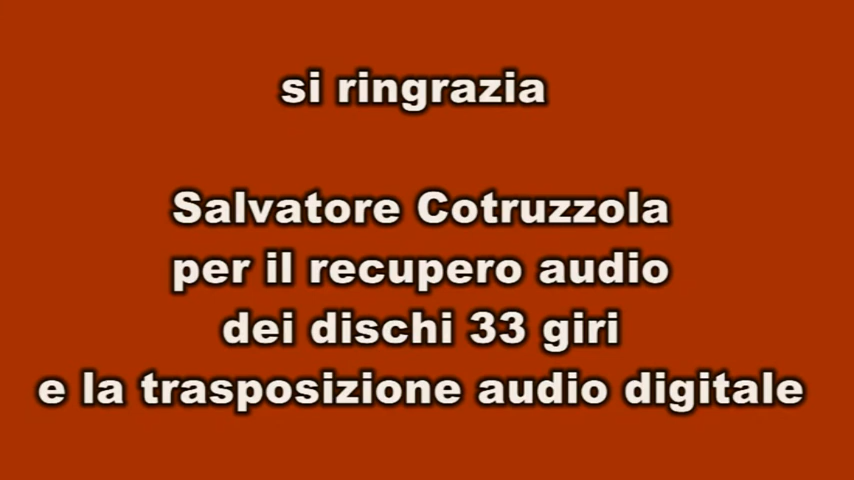 si ringrazia
Salvatore Cotruzzola
per il recupero audio
dei dischi 33 giri
e la trasposizione audio digitale